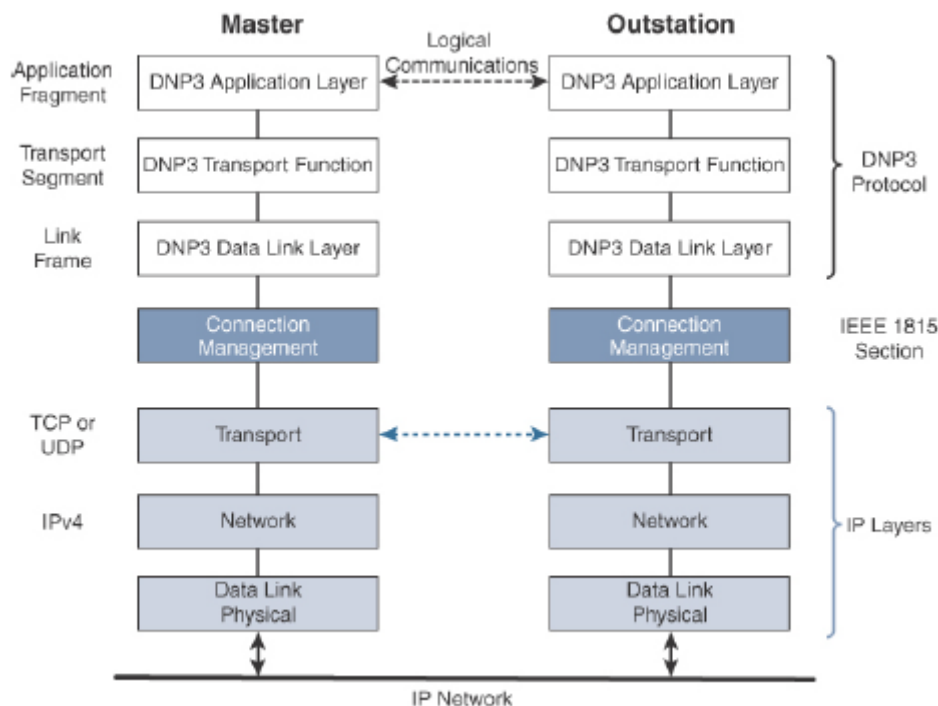 Master
Outstation
Logical
Communications
Application
Fragment
DNP3 Application Layer
DNP3 Application Layer
Transport
Segment
DNP3 Transport Function
DNP3 Transport Function
DNP3
Protocol
Link
Frame
DNP3 Data Link Layer
DNP3 Data Link Layer
Connection
Management
Connection
Management
IEEE 1815
Section
TCP or
UDP
Transport
Transport
IPv4
Network
Network
IP Layers
Data Link
Physical
Data Link
Physical
IP Network